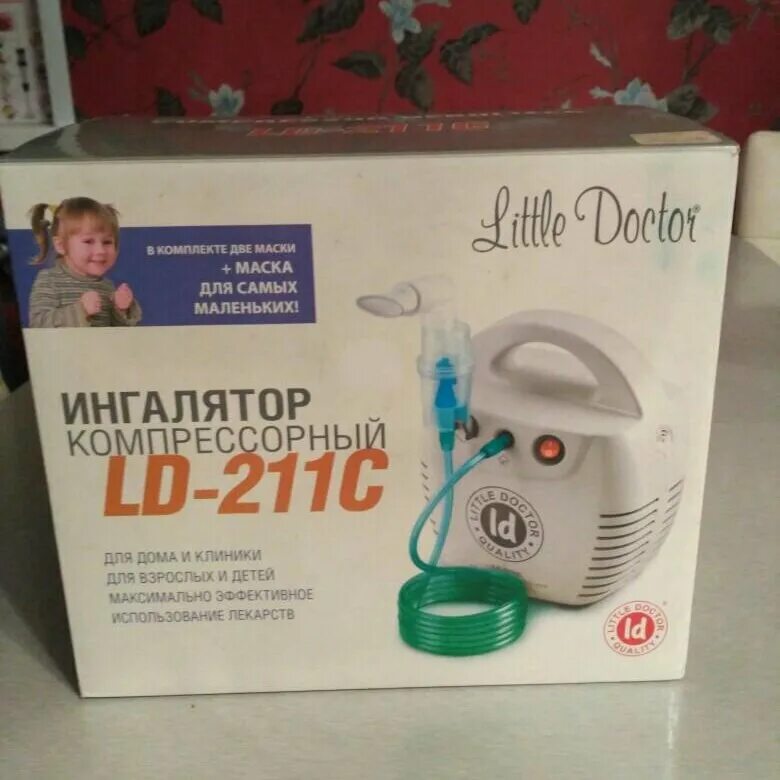 Little Doctor®
В КОМПЛЕКТЕ ДВЕ МАСКИ
+ МАСКА
ДЛЯ САМЫХ
МАЛЕНЬКИХ!
ИНГАЛЯТОР
КОМПРЕССОРНЫЙ
LD-211C
ДЛЯ ДОМА И КЛИНИКИ
ДЛЯ ВЗРОСЛЫХ И ДЕТЕЙ
МАКСИМАЛЬНО ЭФФЕКТИВНОЕ
ИСПОЛЬЗОВАНИЕ ЛЕКАРСТВ
LITTLE DOCTOR
ld
QUALITY
LITTLE DOCTOR
ld
QUALITY